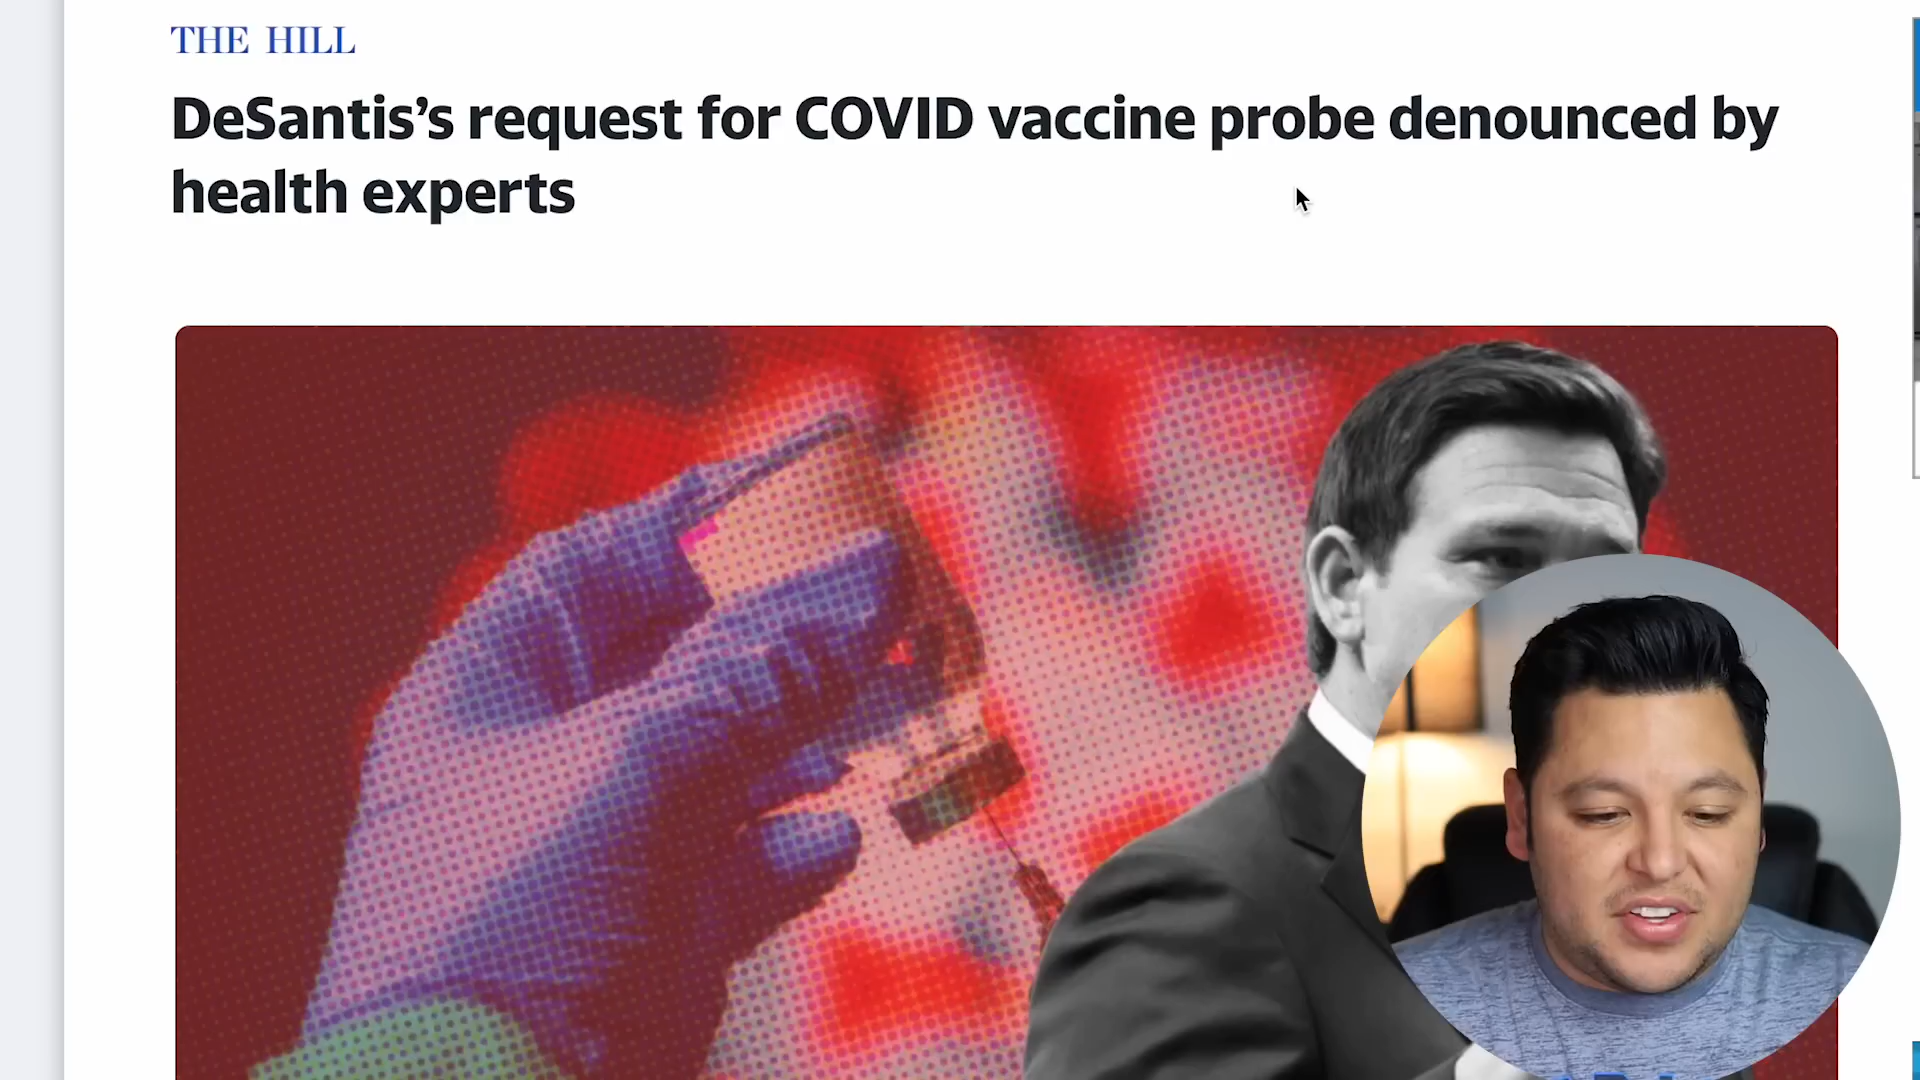 THE HILL
DeSantis’s request for COVID vaccine probe denounced by
health experts